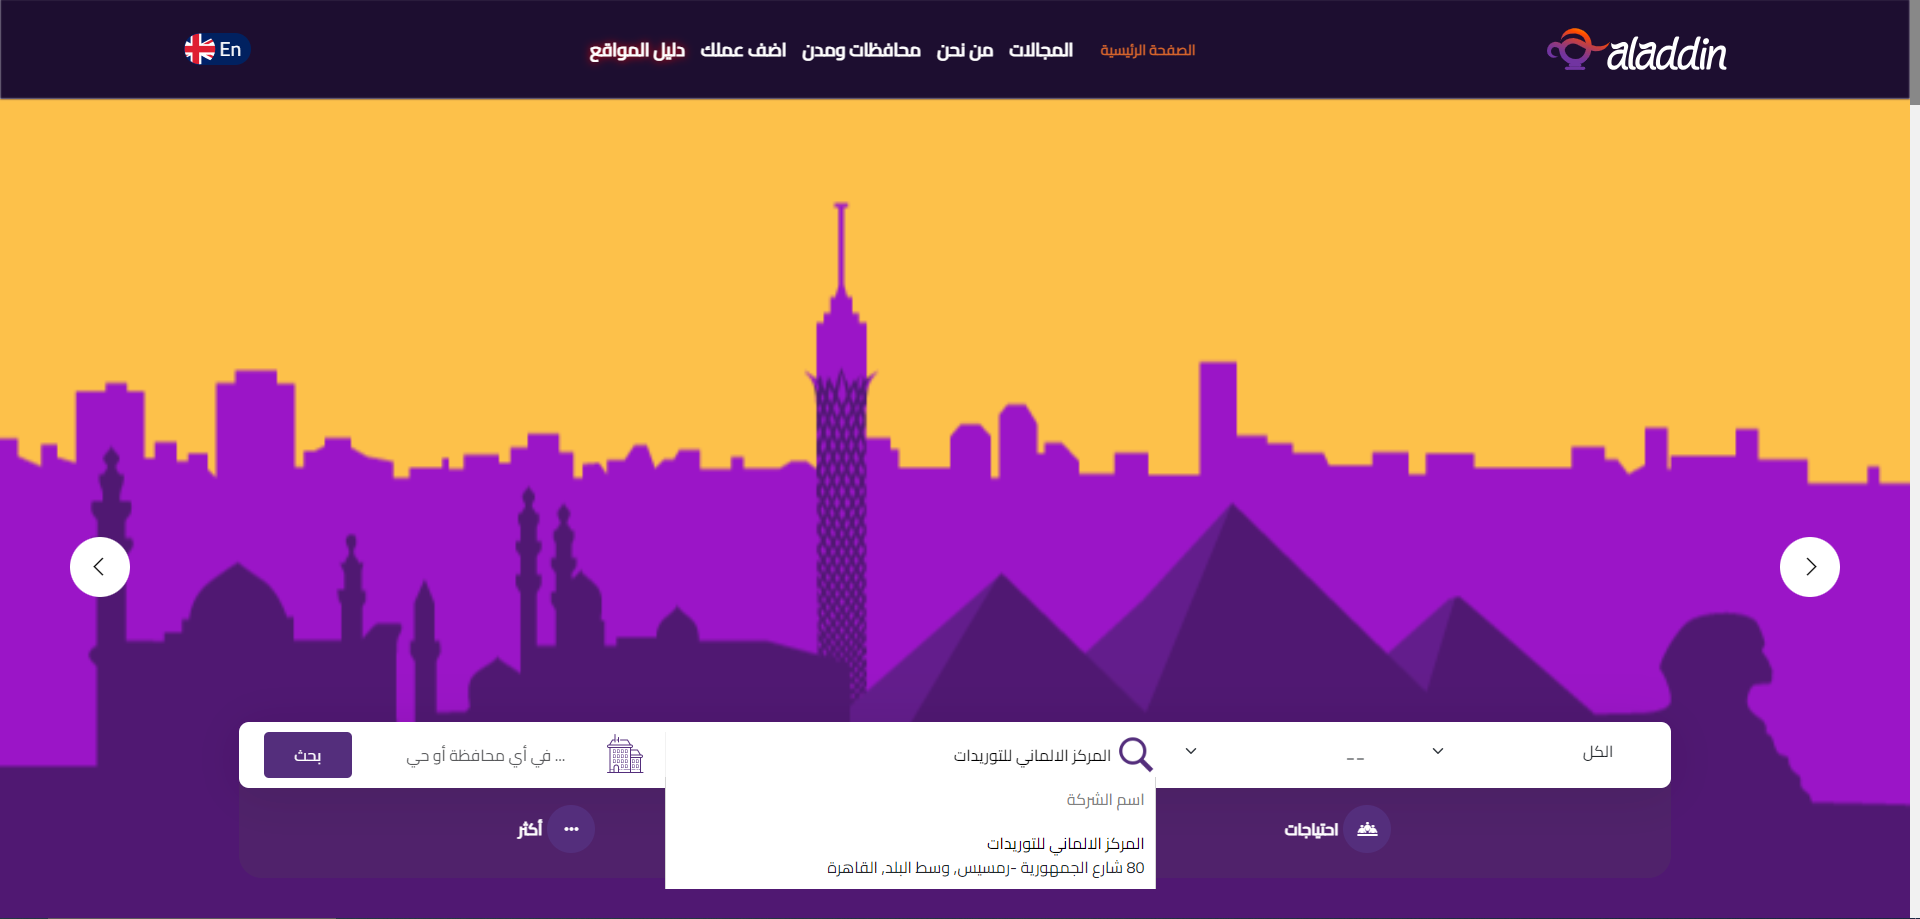 aladdin
الصفحة الرئيسية
المجالات
من نحن
محافظات ومدن
اضف عملك
دليل المواقع
En
الكل
--
المركز الالماني للتوريدات
... في أي محافظة أو حي
بحث
اسم الشركة
المركز الالماني للتوريدات
80 شارع الجمهورية -رمسيس, وسط البلد, القاهرة
احتياجات
أكثر